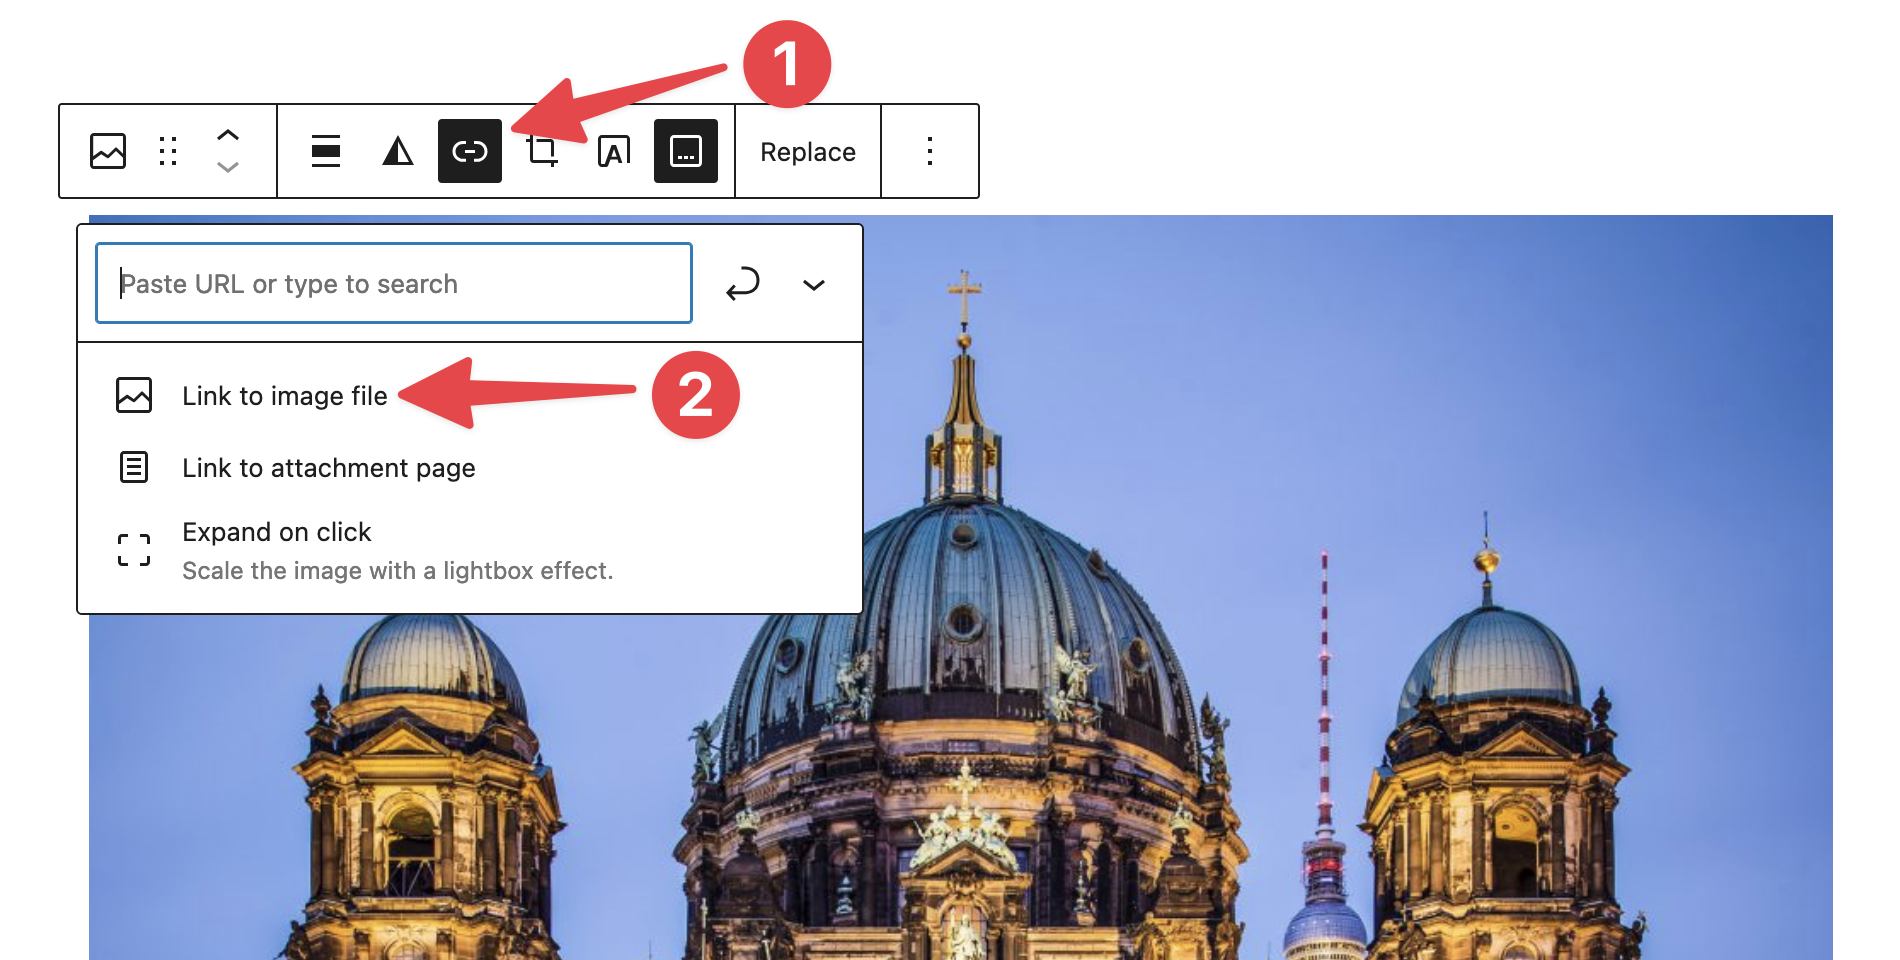 1
A
Replace
Paste URL or type to search
Link to image file
2
Link to attachment page
Expand on click
Scale the image with a lightbox effect.